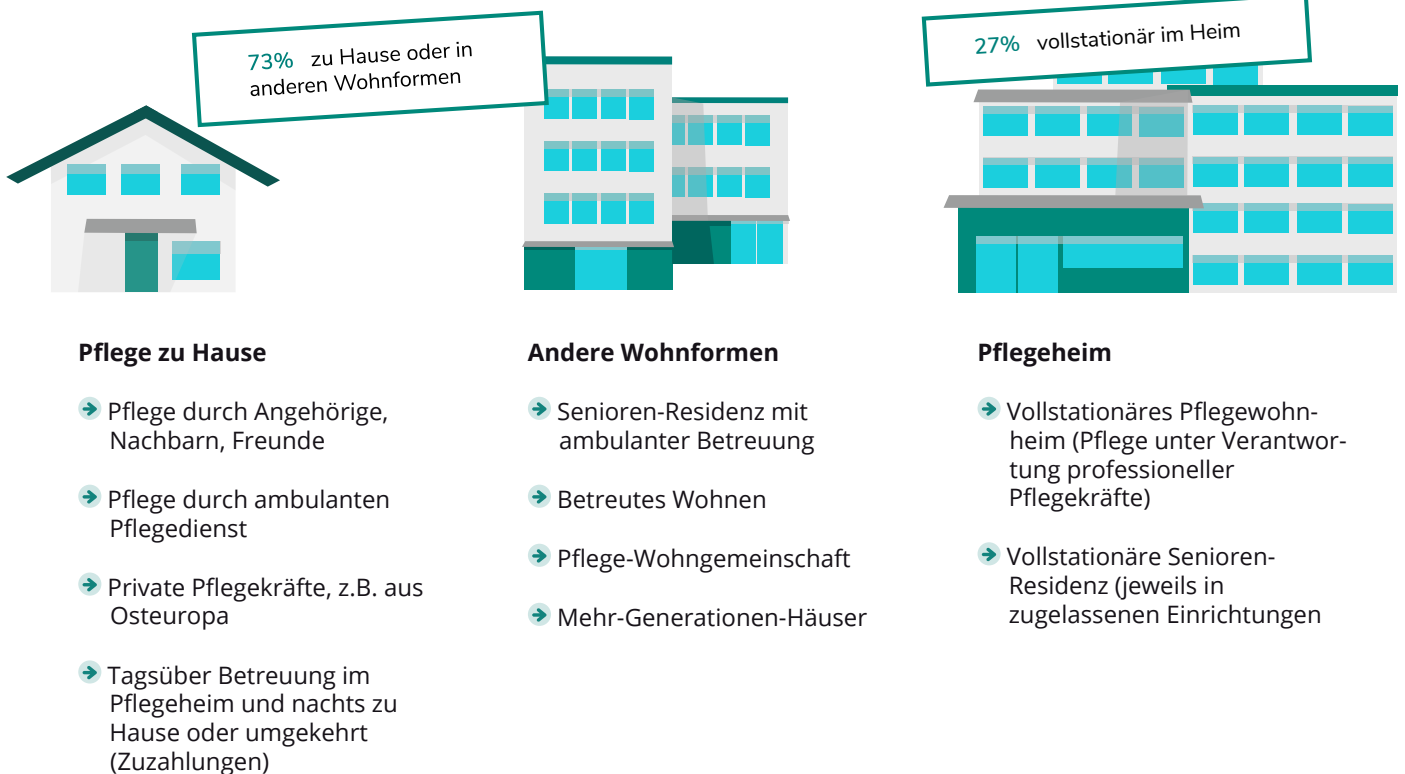 73% zu Hause oder in
anderen Wohnformen
27% vollstationär im Heim
Pflege zu Hause
Pflege durch Angehörige,
Nachbarn, Freunde
Pflege durch ambulanten
Pflegedienst
Private Pflegekräfte, z.B. aus
Osteuropa
Tagsüber Betreuung im
Pflegeheim und nachts zu
Hause oder umgekehrt
(Zuzahlungen)
Andere Wohnformen
Senioren-Residenz mit
ambulanter Betreuung
Betreutes Wohnen
Pflege-Wohngemeinschaft
Mehr-Generationen-Häuser
Pflegeheim
Vollstationäres Pflegewohn-
heim (Pflege unter Verantwor-
tung professioneller
Pflegekräfte)
Vollstationäre Senioren-
Residenz (jeweils in
zugelassenen Einrichtungen